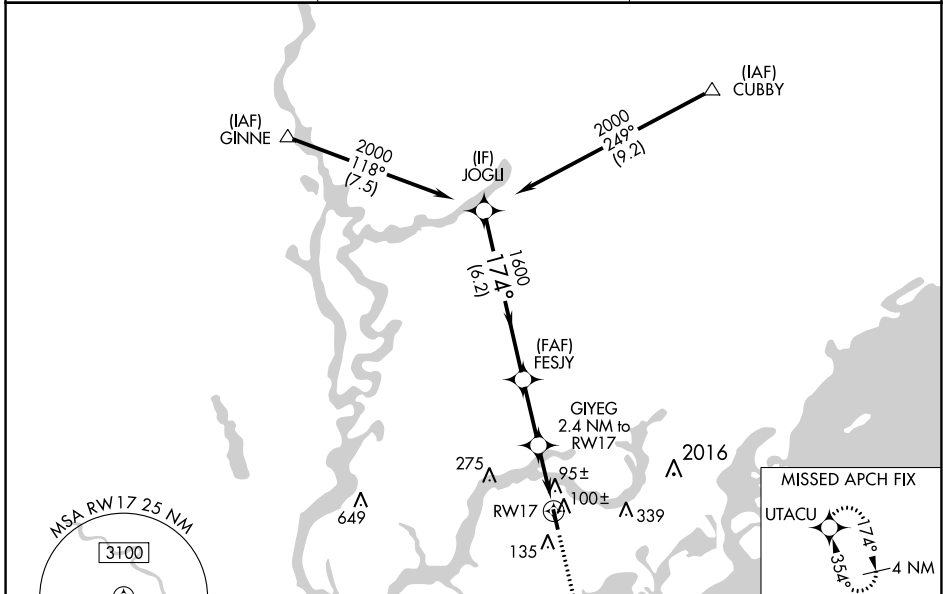 (IAF)
CUBBY
2000
249°
(9.2)
(IAF)
GINNE
2000
118°
(7.5)
(IF)
JOGLI
1600
174°
(6.2)
(FAF)
FESJY
GIYEG
2.4 NM to
RW17
275
95±
2016
649
RW17
100±
339
135
MSA RW17 25 NM
3100
MISSED APCH FIX
UTACU
174°
354°
4 NM